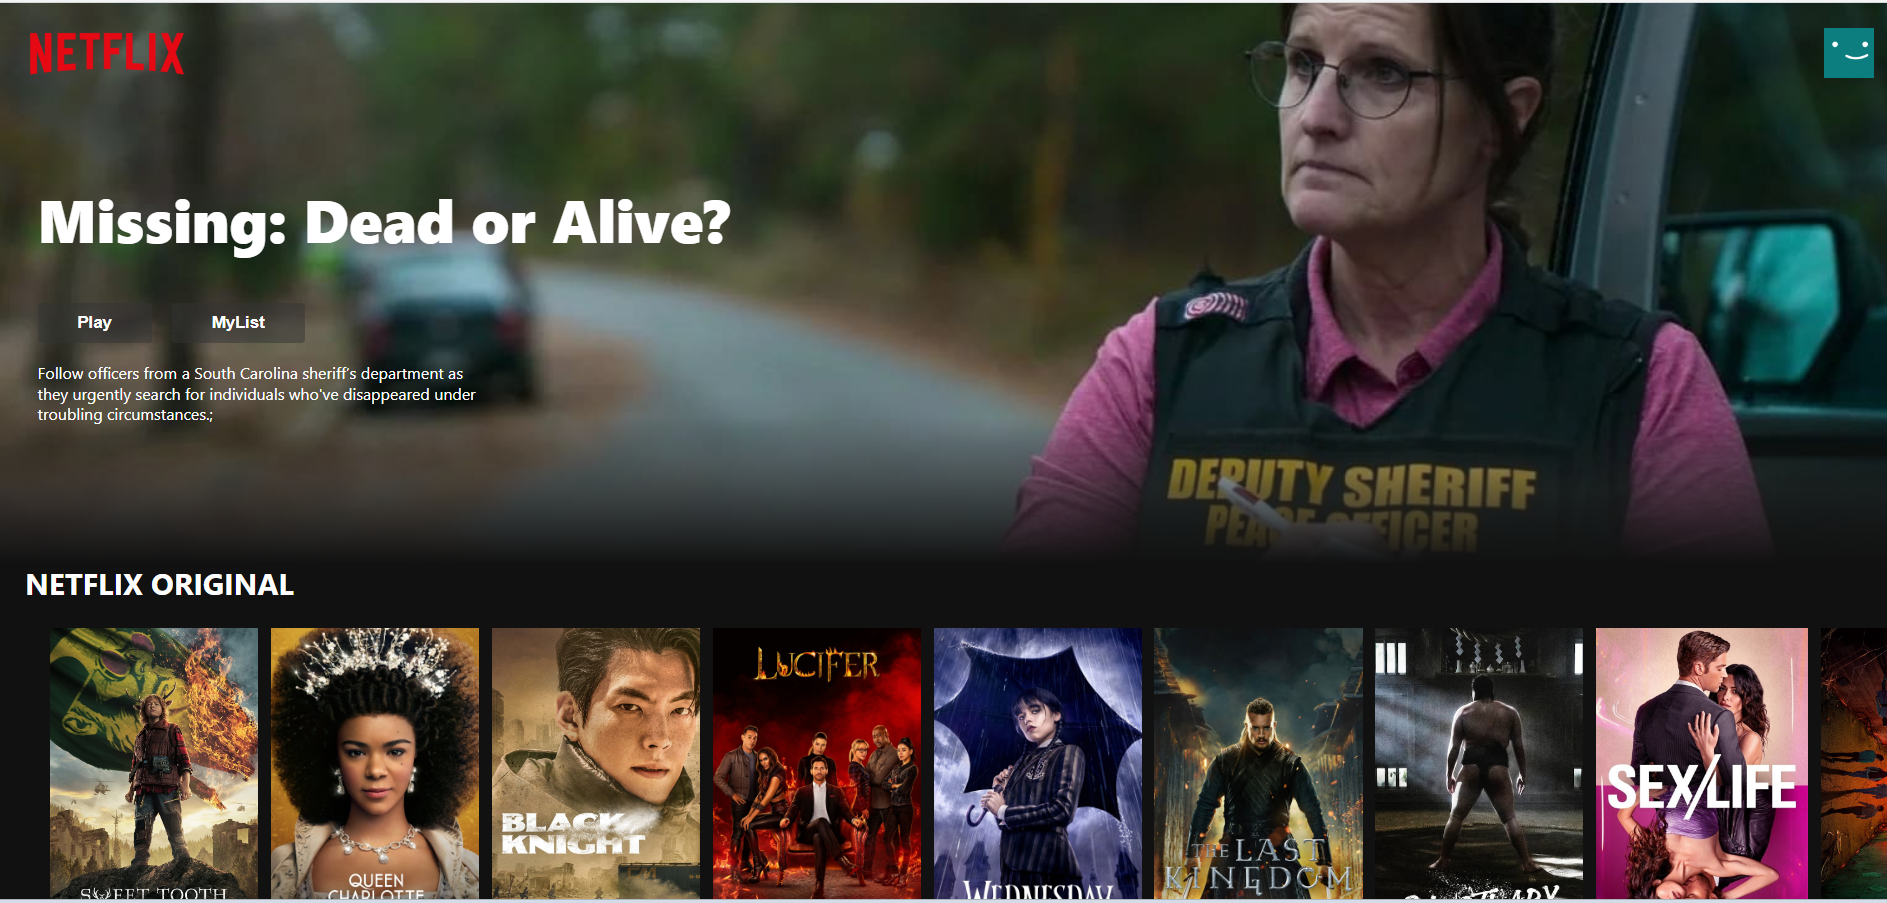 NETFLIX
Missing: Dead or Alive?
Play
MyList
Follow officers from a South Carolina sheriff's department as
they urgently search for individuals who've disappeared under
troubling circumstances.;
DEPUTY SHERIFF
PEACE OFFICER
NETFLIX ORIGINAL
LUCIFER
SEX/LIFE
BLACK
KNIGHT
THE LAST
KINGDOM
QUEEN
CHARLOTTE
SWEET TOOTH
WEDNESDAY